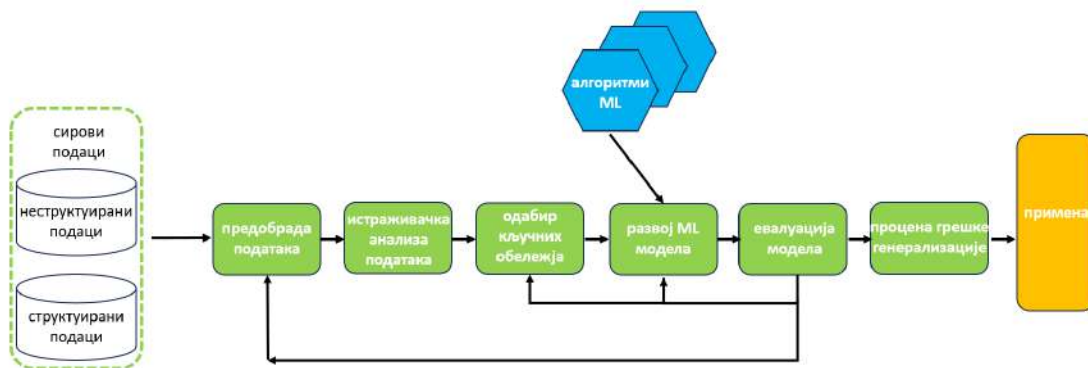 алгоритми
ML
сирови
подаци
неструктуирани
подаци
структуирани
подаци
предобрада
података
истраживачка
анализа
података
одабир
кључних
обележја
развој ML
модела
евалуација
модела
процена грешке
генерализације
примена